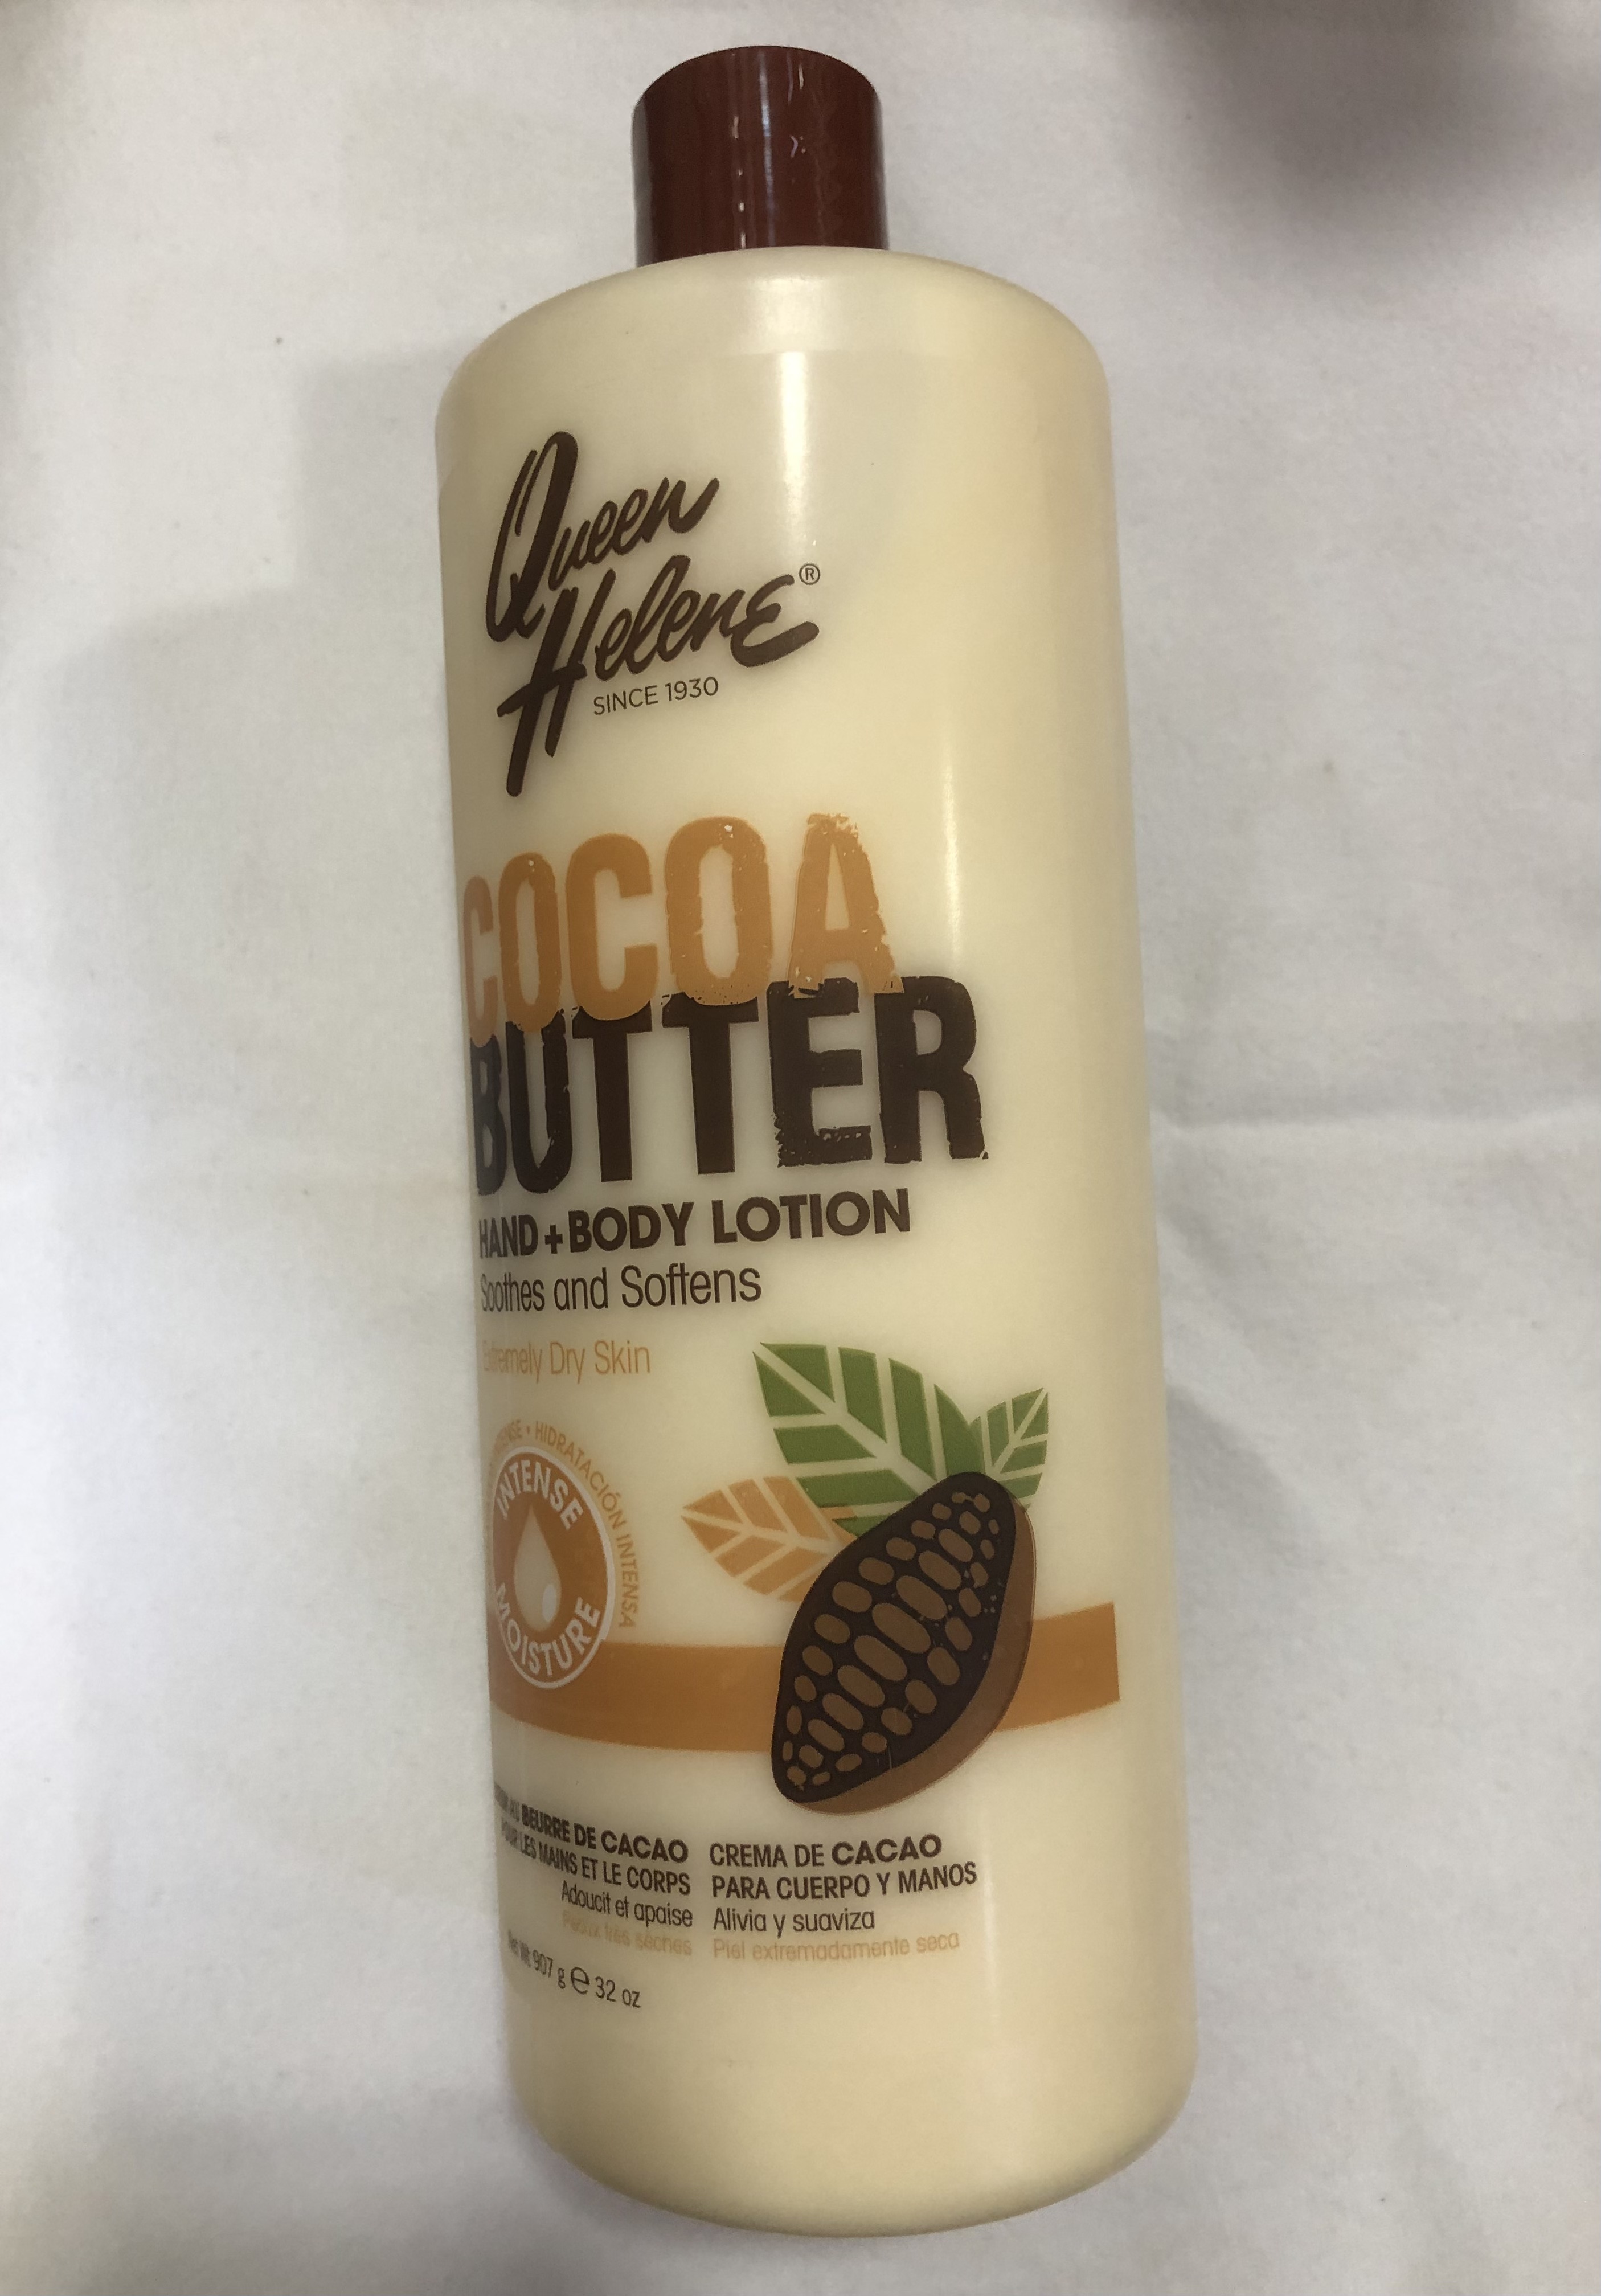 Queen
Helene®
SINCE 1930
COCOA
BUTTER
HAND+BODY LOTION
Soothes and Softens
Extremely Dry Skin
INTENSE • HIDRATACIÓN INTENSA
INTENSE
MOISTURE
AU BEURRE DE CACAO
POUR LES MAINS ET LE CORPS
Adoucit et apaise
Peaux très sèches
CREMA DE CACAO
PARA CUERPO Y MANOS
Alivia y suaviza
Piel extremadamente seca
Net Wt 907 g ℮ 32 oz